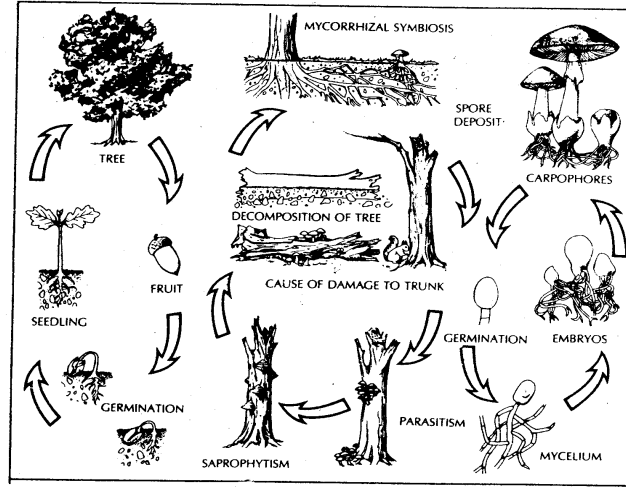 MYCORRHIZAL SYMBIOSIS
SPORE
DEPOSIT
TREE
CARPOPHORES
DECOMPOSITION OF TREE
CAUSE OF DAMAGE TO TRUNK
FRUIT
SEEDLING
GERMINATION
EMBRYOS
GERMINATION
PARASITISM
SAPROPHYTISM
MYCELIUM